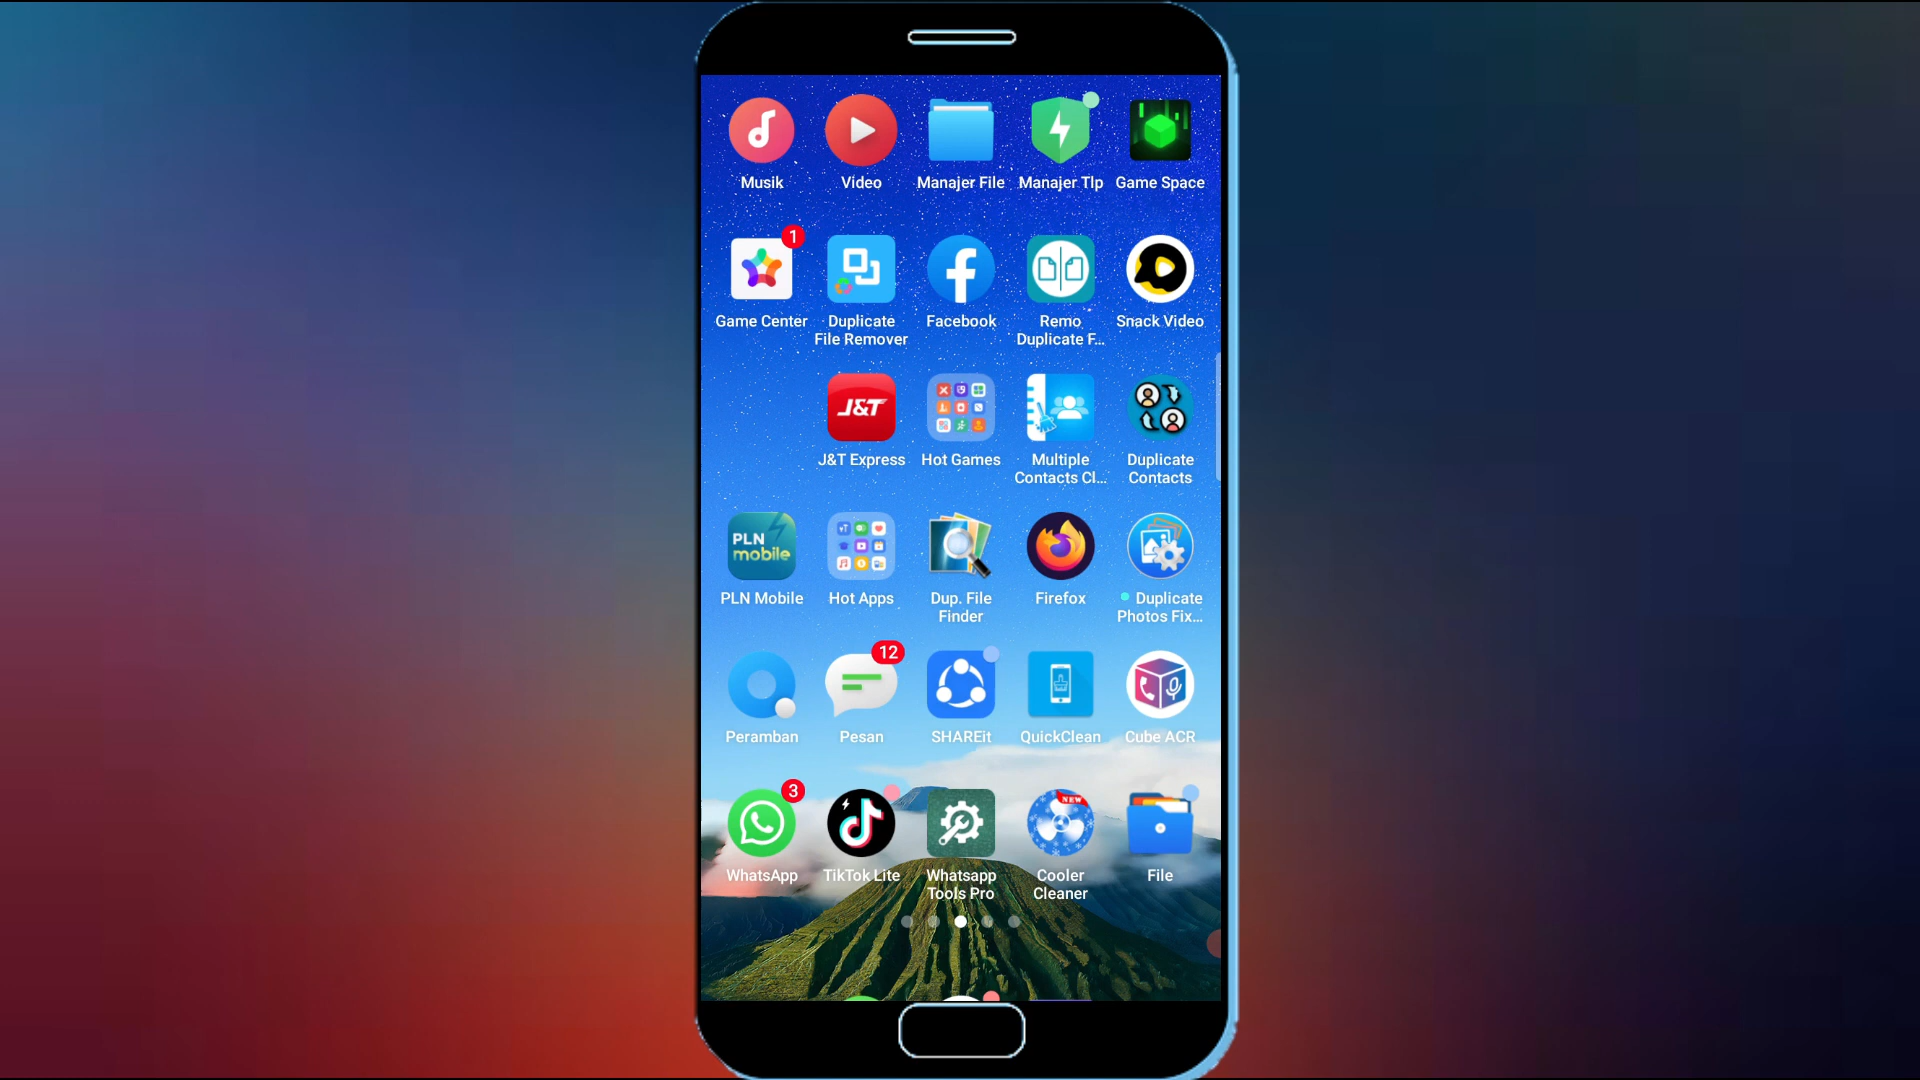 Musik
Video
Manajer File
Manajer Tlp
Game Space
1
Game Center
Duplicate
File Remover
Facebook
Remo
Duplicate F...
Snack Video
J&T
J&T Express
Hot Games
Multiple
Contacts Cl...
Duplicate
Contacts
PLN
mobile
PLN Mobile
Hot Apps
Dup. File
Finder
Firefox
Duplicate
Photos Fix...
12
Peramban
Pesan
SHAREit
QuickClean
Cube ACR
3
NEW
WhatsApp
TikTok Lite
Whatsapp
Tools Pro
Cooler
Cleaner
File